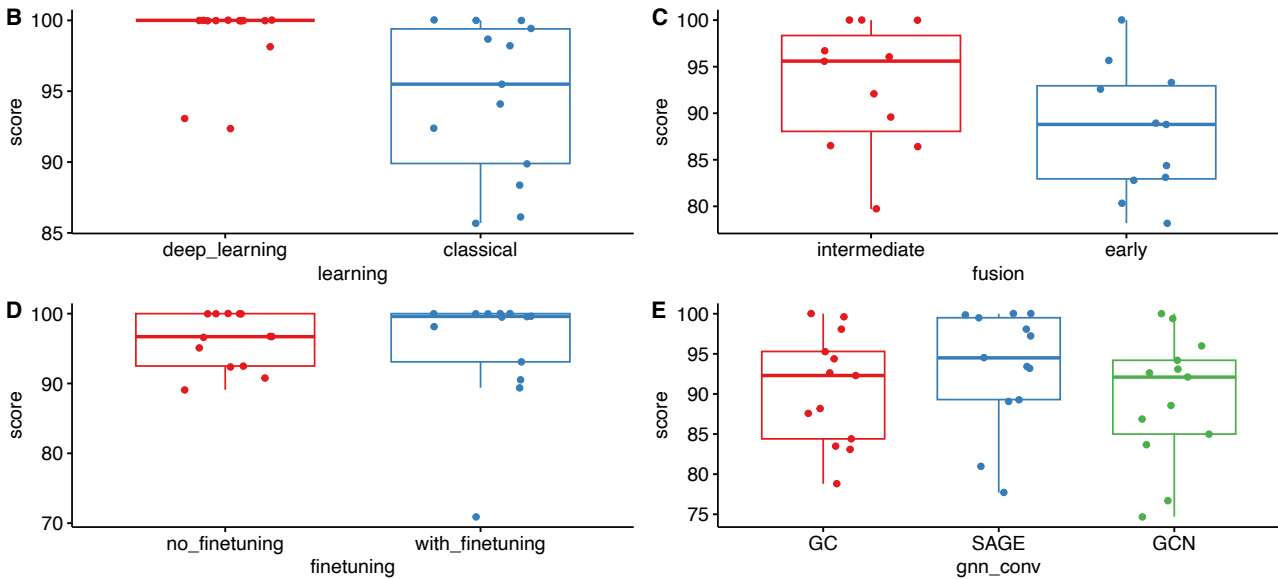 B
score
100
95
90
85
deep_learning
classical
learning
C
score
100
95
90
85
80
intermediate
early
fusion
D
score
100
90
80
70
no_finetuning
with_finetuning
finetuning
E
score
100
95
90
85
80
75
GC
SAGE
GCN
gnn_conv